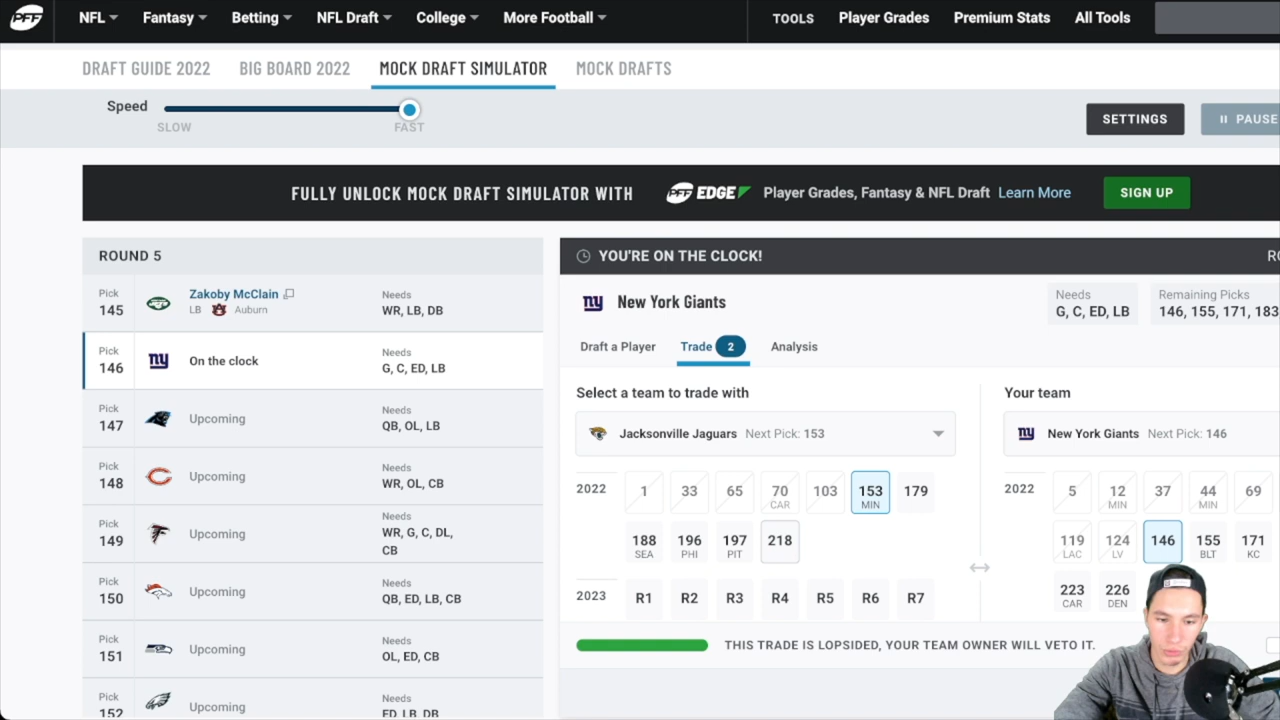 PFF
NFL Fantasy Betting NFL Draft College More Football TOOLS Player Grades Premium Stats All Tools
DRAFT GUIDE 2022 BIG BOARD 2022 MOCK DRAFT SIMULATOR MOCK DRAFTS
Speed
SLOW FAST
SETTINGS PAUSE
FULLY UNLOCK MOCK DRAFT SIMULATOR WITH PFF EDGE Player Grades, Fantasy & NFL Draft Learn More SIGN UP
ROUND 5
Pick
145
Zakoby McClain
LB Auburn
Needs
WR, LB, DB
Pick
146
ny
On the clock
Needs
G, C, ED, LB
Pick
147
Upcoming
Needs
QB, OL, LB
Pick
148
Upcoming
Needs
WR, OL, CB
Pick
149
Upcoming
Needs
WR, G, C, DL,
CB
Pick
150
Upcoming
Needs
QB, ED, LB, CB
Pick
151
Upcoming
Needs
OL, ED, CB
Pick
152
Upcoming
Needs
ED, LB, DB
YOU'RE ON THE CLOCK!
ny New York Giants
Needs
G, C, ED, LB
Remaining Picks
146, 155, 171, 183
Draft a Player Trade 2 Analysis
Select a team to trade with
Jacksonville Jaguars Next Pick: 153
2022 1 33 65 70 CAR 103 153 MIN 179
188 SEA 196 PHI 197 PIT 218
2023 R1 R2 R3 R4 R5 R6 R7
Your team
ny New York Giants Next Pick: 146
2022 5 12 MIN 37 44 MIN 69
119 LAC 124 LV 146 155 BLT 171 KC
223 CAR 226 DEN
THIS TRADE IS LOPSIDED, YOUR TEAM OWNER WILL VETO IT.